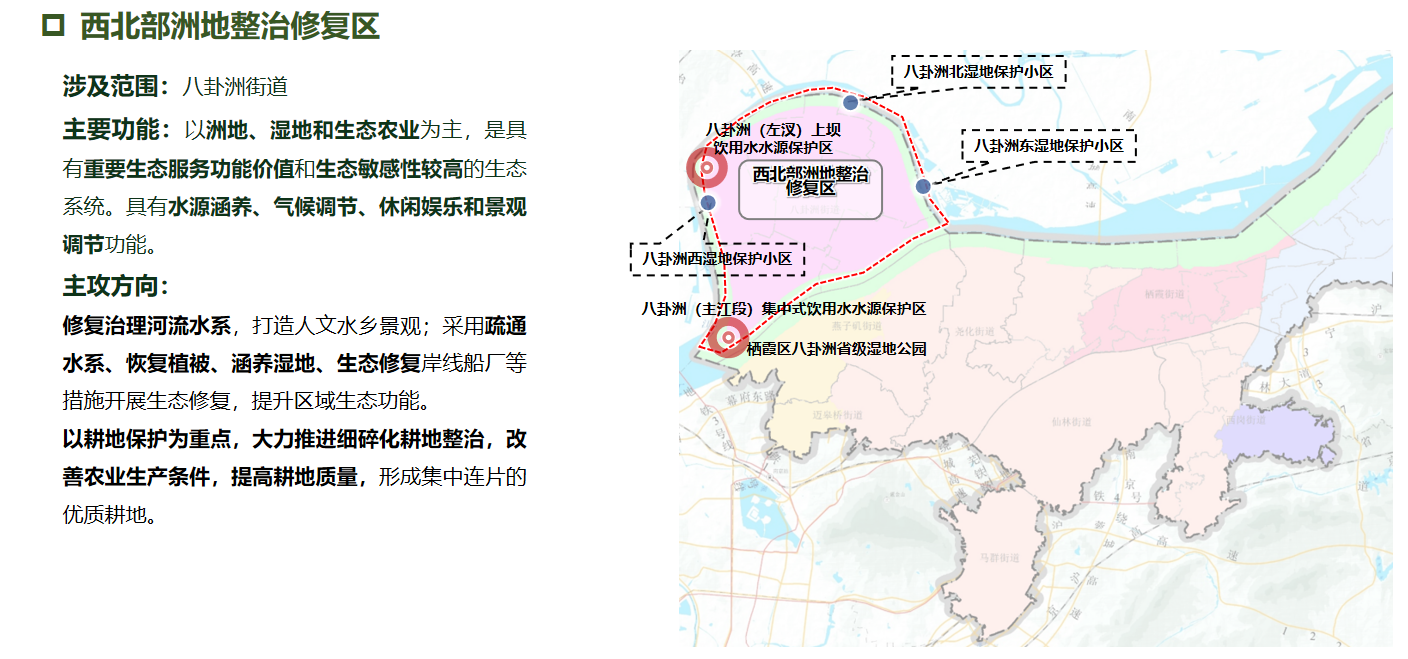 西北部洲地整治修复区
涉及范围：八卦洲街道
主要功能：以洲地、湿地和生态农业为主，是具
有重要生态服务功能价值和生态敏感性较高的生态
系统。具有水源涵养、气候调节、休闲娱乐和景观
调节功能。
主攻方向：
修复治理河流水系，打造人文水乡景观；采用疏通
水系、恢复植被、涵养湿地、生态修复岸线船厂等
措施开展生态修复，提升区域生态功能。
以耕地保护为重点，大力推进细碎化耕地整治，改
善农业生产条件，提高耕地质量，形成集中连片的
优质耕地。
八卦洲北湿地保护小区
八卦洲（左汊）上坝
饮用水水源保护区
八卦洲东湿地保护小区
西北部洲地整治
修复区
八卦洲西湿地保护小区
八卦洲（主江段）集中式饮用水水源保护区
栖霞区八卦洲省级湿地公园
栖霞街道
燕子矶街道
尧化街道
迈皋桥街道
仙林街道
马群街道
幕府东路